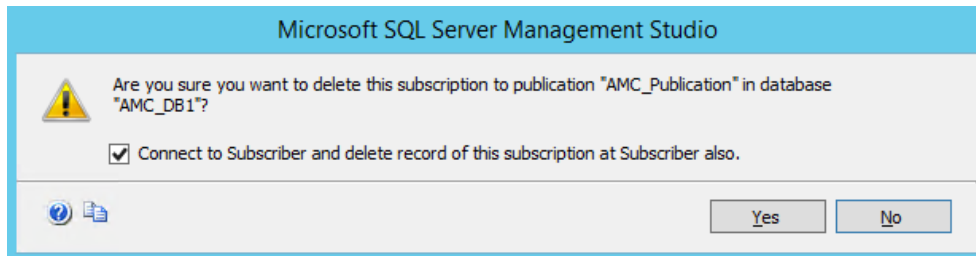 Microsoft SQL Server Management Studio
Are you sure you want to delete this subscription to publication "AMC_Publication" in database
"AMC_DB1"?
Connect to Subscriber and delete record of this subscription at Subscriber also.
Yes No